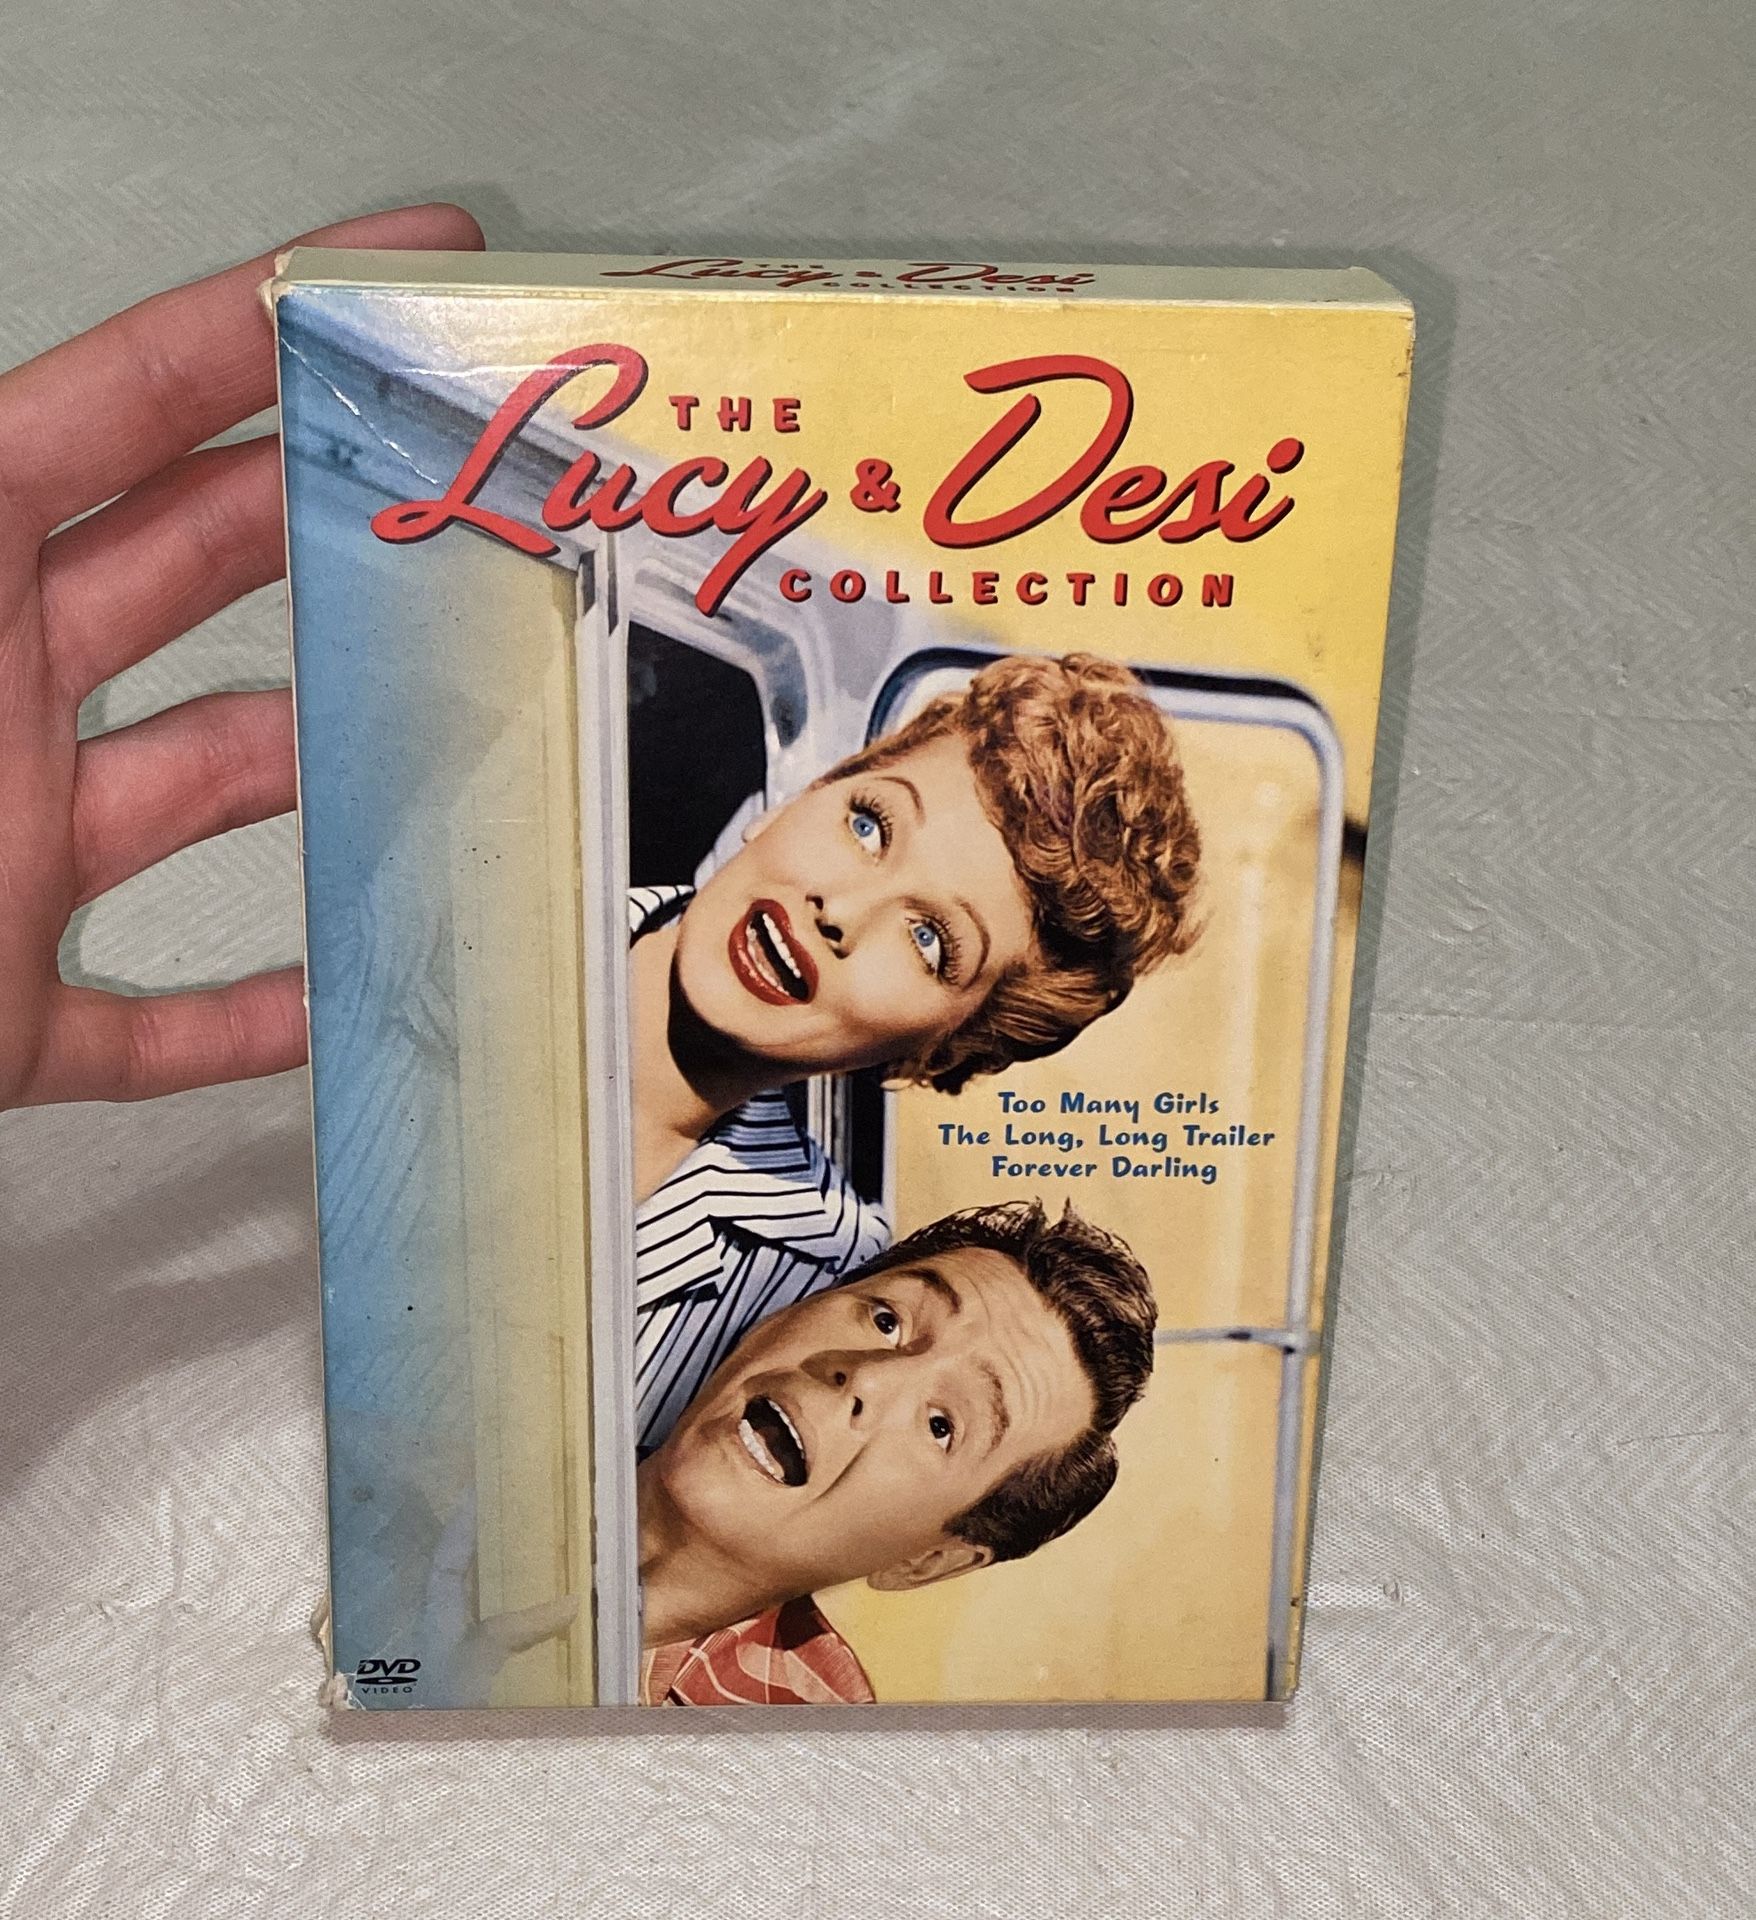 THE
Lucy & Desi
COLLECTION
THE
Lucy & Desi
COLLECTION
Too Many Girls
The Long, Long Trailer
Forever Darling
DVD
VIDEO